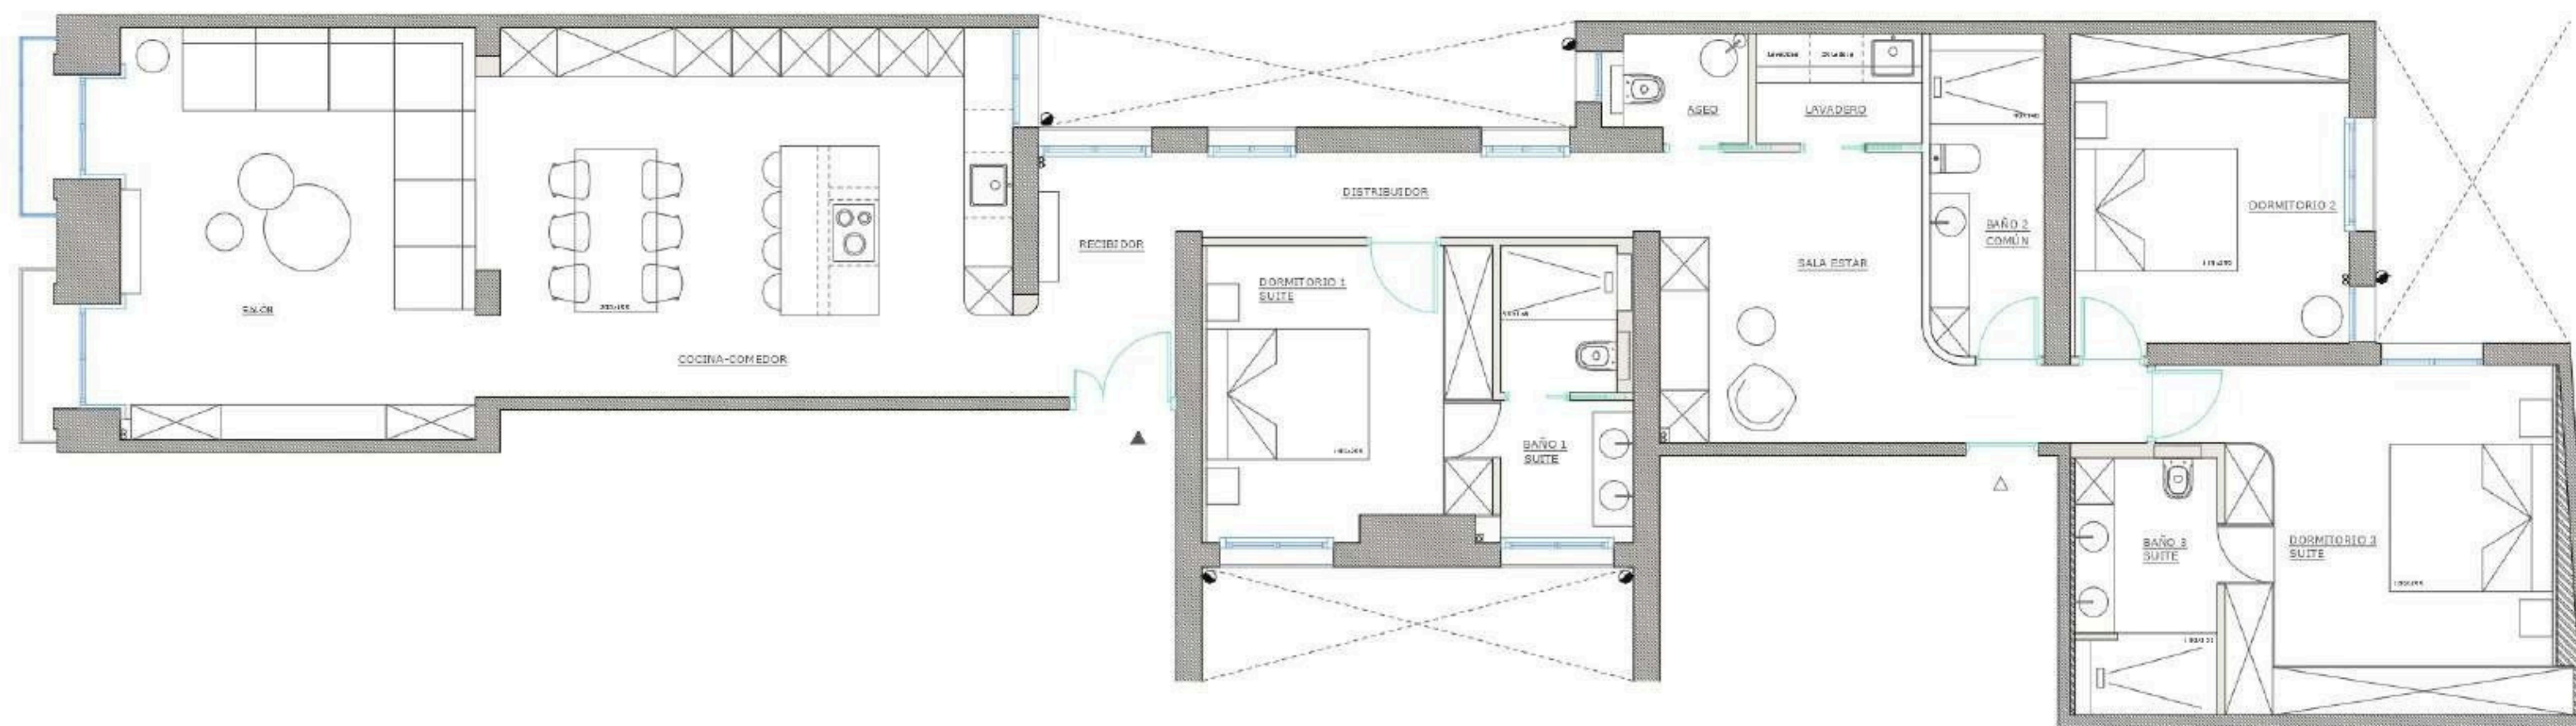 SALON
COCINA-COMEDOR
RECIBIDOR
DISTRIBUIDOR
DORMITORIO 1
SUITE
BAÑO 1
SUITE
ASEO
LAVADERO
SALA ESTAR
BAÑO 2
COMÚN
DORMITORIO 2
BAÑO 3
SUITE
DORMITORIO 3
SUITE